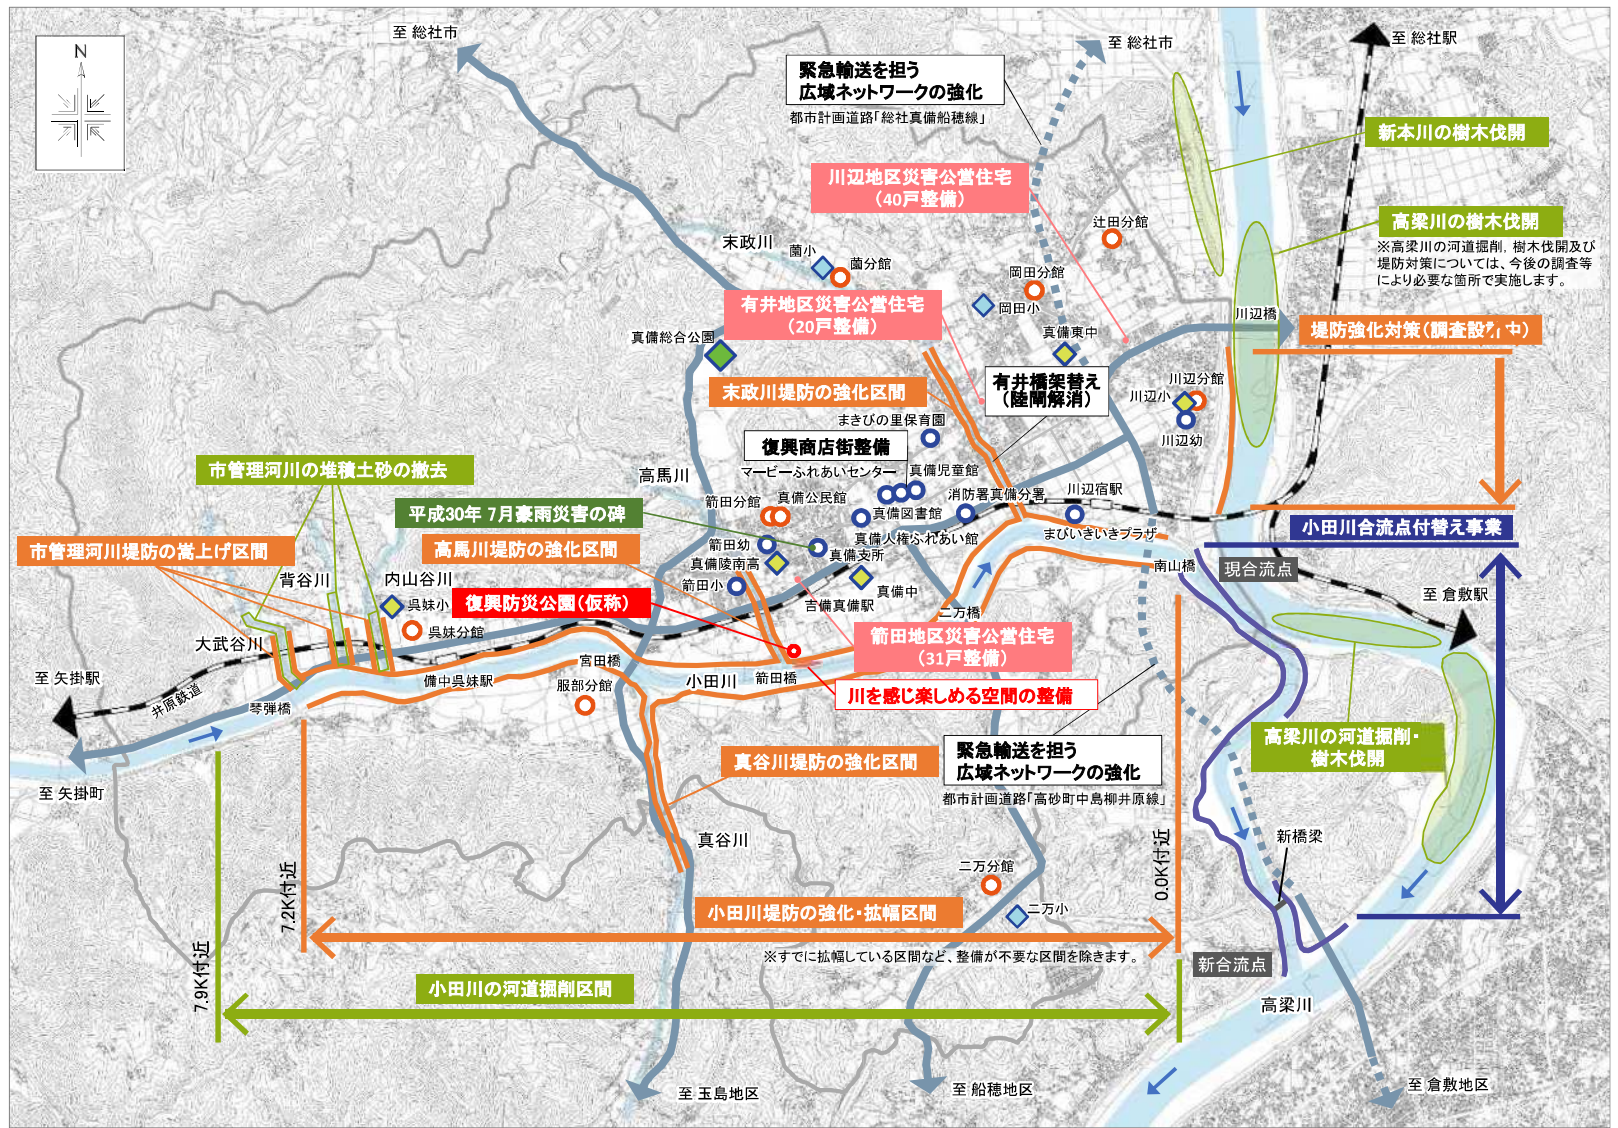 至 総社市
至 総社市
至 総社駅
N
緊急輸送を担う
広域ネットワークの強化
都市計画道路「総社真備船穂線」
新本川の樹木伐開
川辺地区災害公営住宅
（40戸整備）
高梁川の樹木伐開
※高梁川の河道掘削，樹木伐開及び
堤防対策については、今後の調査等
により必要な箇所で実施します。
辻田分館
末政川
薗小
薗分館
岡田分館
岡田小
有井地区災害公営住宅
（20戸整備）
川辺橋
堤防強化対策（調査設計中）
真備総合公園
真備東中
末政川堤防の強化区間
有井橋架替え
（陸閘解消）
川辺分館
川辺小
川辺幼
まきびの里保育園
復興商店街整備
マービーふれあいセンター
真備児童館
市管理河川の堆積土砂の撤去
高馬川
箭田分館
真備公民館
消防署真備分署
川辺宿駅
平成30年 7月豪雨災害の碑
真備図書館
小田川合流点付替え事業
市管理河川堤防の嵩上げ区間
高馬川堤防の強化区間
箭田幼
真備人権ふれあい館
まびいきいきプラザ
真備支所
真備陵南高
南山橋
現合流点
背谷川
内山谷川
箭田小
真備中
呉妹小
復興防災公園（仮称）
吉備真備駅
二万橋
至 倉敷駅
呉妹分館
大武谷川
箭田地区災害公営住宅
（31戸整備）
宮田橋
至 矢掛駅
備中呉妹駅
小田川
箭田橋
服部分館
川を感じ楽しめる空間の整備
井原鉄道
琴弾橋
高梁川の河道掘削・
樹木伐開
緊急輸送を担う
広域ネットワークの強化
都市計画道路「高砂町中島柳井原線」
真谷川堤防の強化区間
至 矢掛町
真谷川
新橋梁
0.0K付近
二万分館
7.2K付近
小田川堤防の強化・拡幅区間
二万小
※すでに拡幅している区間など、整備が不要な区間を除きます。
新合流点
7.9K付近
小田川の河道掘削区間
高梁川
至 玉島地区
至 船穂地区
至 倉敷地区